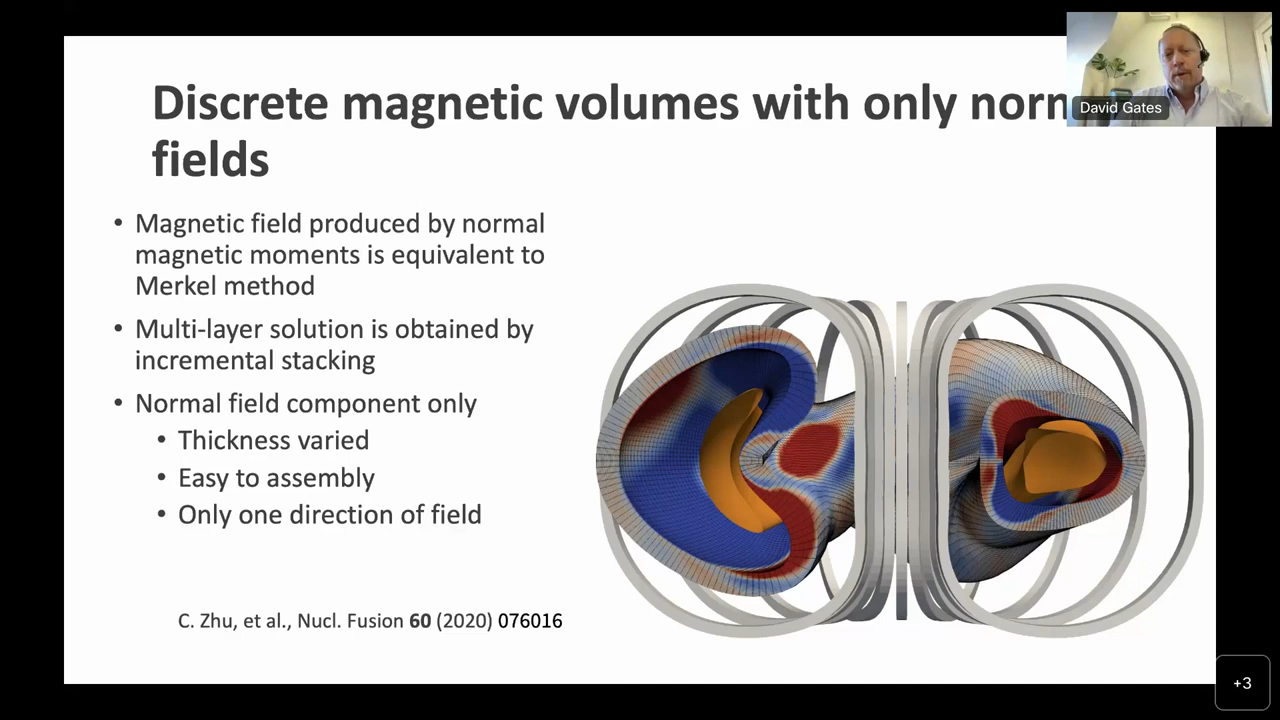 Discrete magnetic volumes with only norm
fields
David Gates
• Magnetic field produced by normal
magnetic moments is equivalent to
Merkel method
• Multi-layer solution is obtained by
incremental stacking
• Normal field component only
• Thickness varied
• Easy to assembly
• Only one direction of field
C. Zhu, et al., Nucl. Fusion 60 (2020) 076016
+3